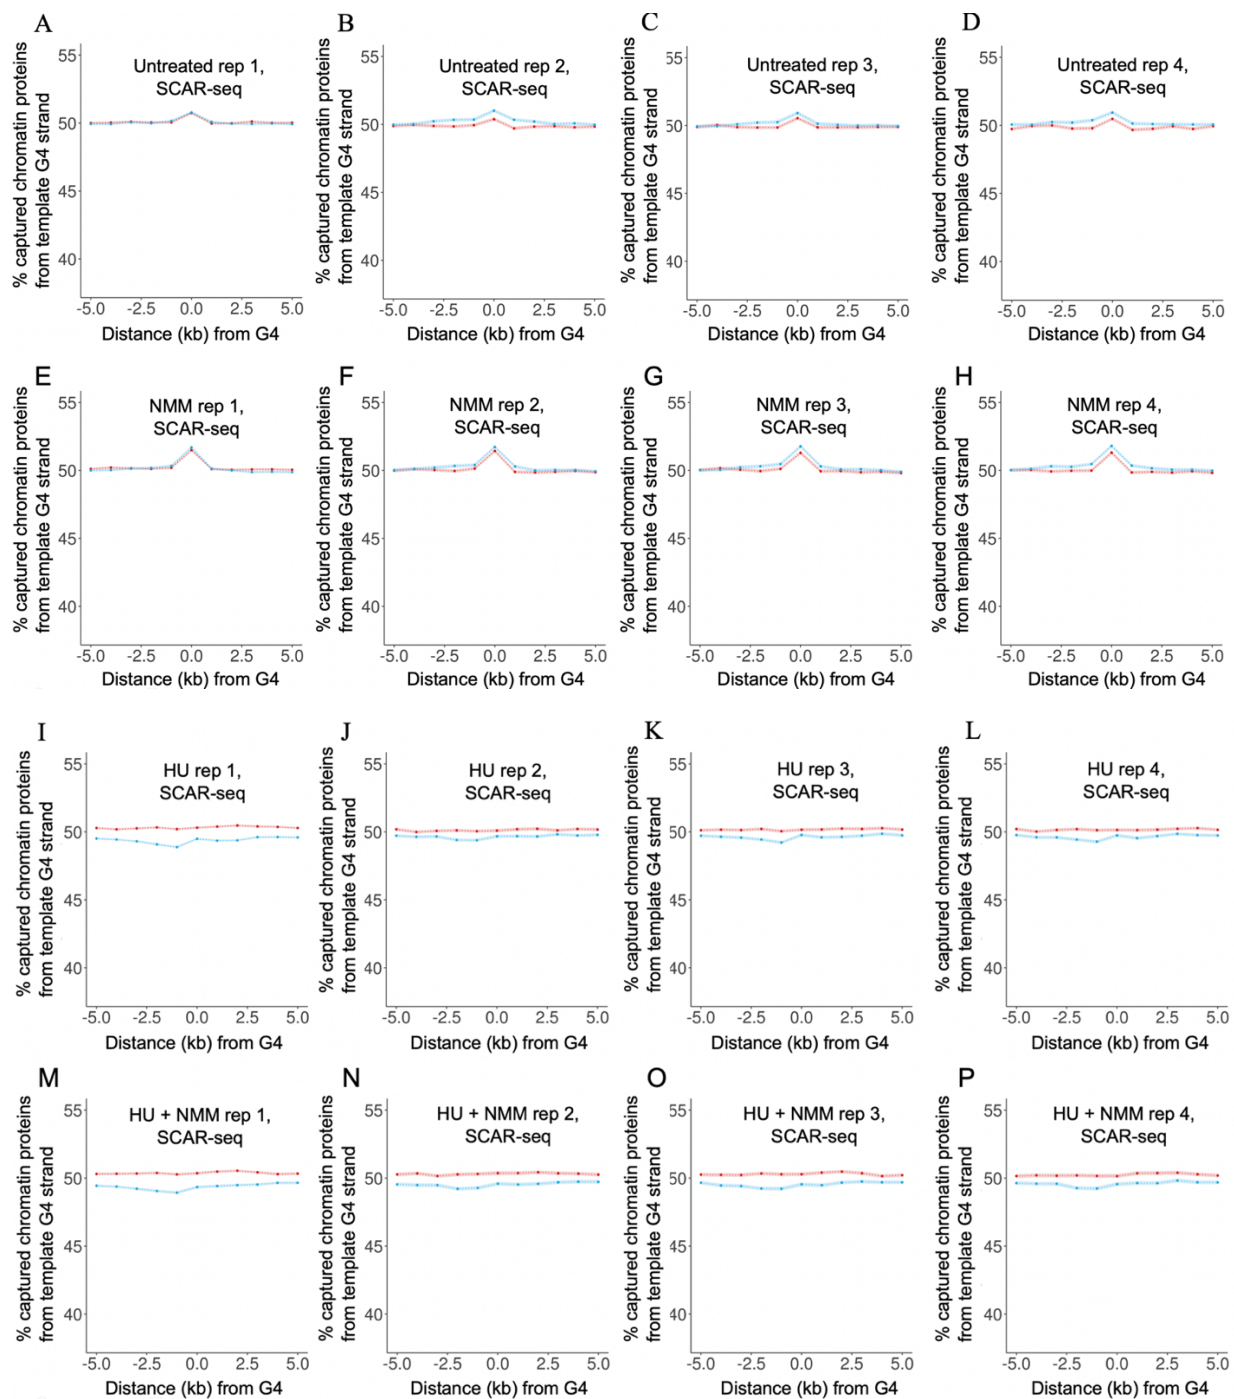 A
B
C
D
% captured chromatin proteins
from template G4 strand
55
50
45
40
Untreated rep 1,
SCAR-seq
-5.0 -2.5 0.0 2.5 5.0
Distance (kb) from G4
% captured chromatin proteins
from template G4 strand
55
50
45
40
Untreated rep 2,
SCAR-seq
-5.0 -2.5 0.0 2.5 5.0
Distance (kb) from G4
% captured chromatin proteins
from template G4 strand
55
50
45
40
Untreated rep 3,
SCAR-seq
-5.0 -2.5 0.0 2.5 5.0
Distance (kb) from G4
% captured chromatin proteins
from template G4 strand
55
50
45
40
Untreated rep 4,
SCAR-seq
-5.0 -2.5 0.0 2.5 5.0
Distance (kb) from G4
E
F
G
H
% captured chromatin proteins
from template G4 strand
55
50
45
40
NMM rep 1,
SCAR-seq
-5.0 -2.5 0.0 2.5 5.0
Distance (kb) from G4
% captured chromatin proteins
from template G4 strand
55
50
45
40
NMM rep 2,
SCAR-seq
-5.0 -2.5 0.0 2.5 5.0
Distance (kb) from G4
% captured chromatin proteins
from template G4 strand
55
50
45
40
NMM rep 3,
SCAR-seq
-5.0 -2.5 0.0 2.5 5.0
Distance (kb) from G4
% captured chromatin proteins
from template G4 strand
55
50
45
40
NMM rep 4,
SCAR-seq
-5.0 -2.5 0.0 2.5 5.0
Distance (kb) from G4
I
J
K
L
% captured chromatin proteins
from template G4 strand
55
50
45
40
HU rep 1,
SCAR-seq
-5.0 -2.5 0.0 2.5 5.0
Distance (kb) from G4
% captured chromatin proteins
from template G4 strand
55
50
45
40
HU rep 2,
SCAR-seq
-5.0 -2.5 0.0 2.5 5.0
Distance (kb) from G4
% captured chromatin proteins
from template G4 strand
55
50
45
40
HU rep 3,
SCAR-seq
-5.0 -2.5 0.0 2.5 5.0
Distance (kb) from G4
% captured chromatin proteins
from template G4 strand
55
50
45
40
HU rep 4,
SCAR-seq
-5.0 -2.5 0.0 2.5 5.0
Distance (kb) from G4
M
N
O
P
% captured chromatin proteins
from template G4 strand
55
50
45
40
HU + NMM rep 1,
SCAR-seq
-5.0 -2.5 0.0 2.5 5.0
Distance (kb) from G4
% captured chromatin proteins
from template G4 strand
55
50
45
40
HU + NMM rep 2,
SCAR-seq
-5.0 -2.5 0.0 2.5 5.0
Distance (kb) from G4
% captured chromatin proteins
from template G4 strand
55
50
45
40
HU + NMM rep 3,
SCAR-seq
-5.0 -2.5 0.0 2.5 5.0
Distance (kb) from G4
% captured chromatin proteins
from template G4 strand
55
50
45
40
HU + NMM rep 4,
SCAR-seq
-5.0 -2.5 0.0 2.5 5.0
Distance (kb) from G4